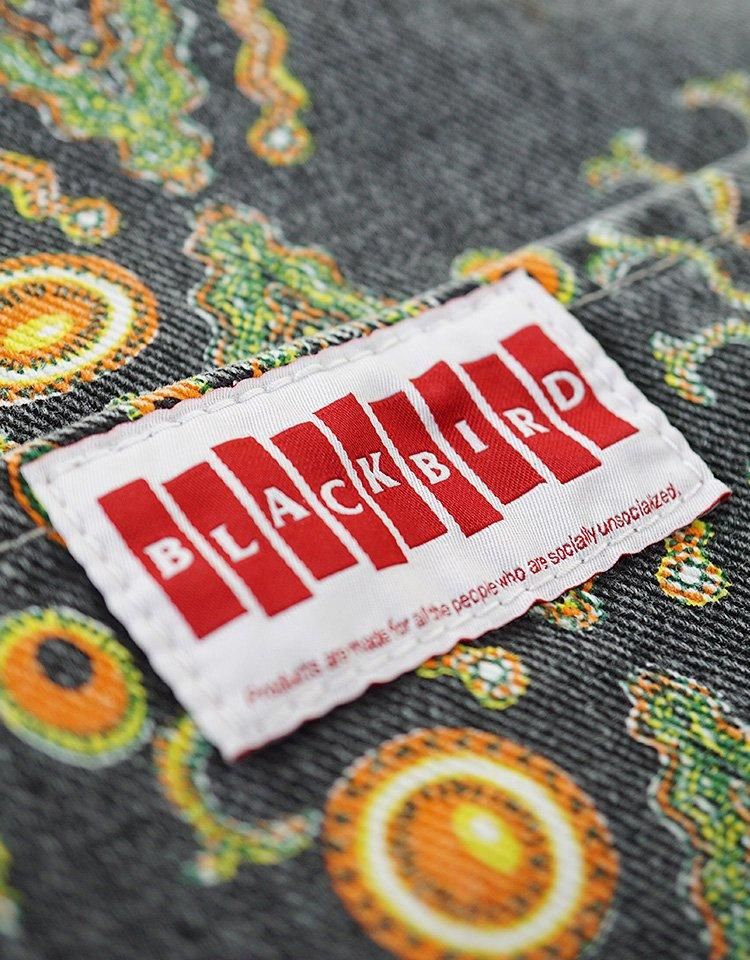 BLACKBIRD
Products are made for all the people who are socially unsocialized.